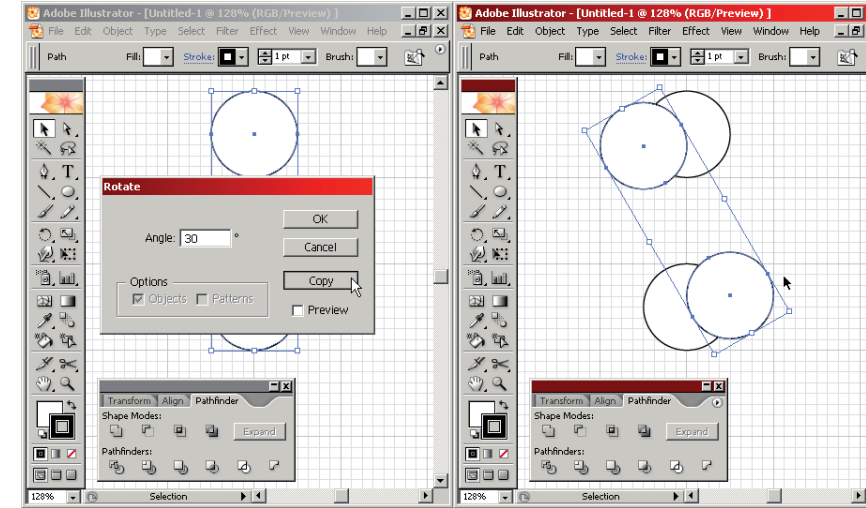 Adobe Illustrator - [Untitled-1 @ 128% (RGB/Preview) ]
File Edit Object Type Select Filter Effect View Window Help
Path Fill: Stroke: 1 pt Brush:
T
Rotate
Angle: 30 °
OK
Cancel
Options
Objects Patterns
Copy
Preview
Transform Align Pathfinder
Shape Modes:
Expand
Pathfinders:
128% Selection
Adobe Illustrator - [Untitled-1 @ 128% (RGB/Preview) ]
File Edit Object Type Select Filter Effect View Window Help
Path Fill: Stroke: 1 pt Brush:
T
Transform Align Pathfinder
Shape Modes:
Expand
Pathfinders:
128% Selection